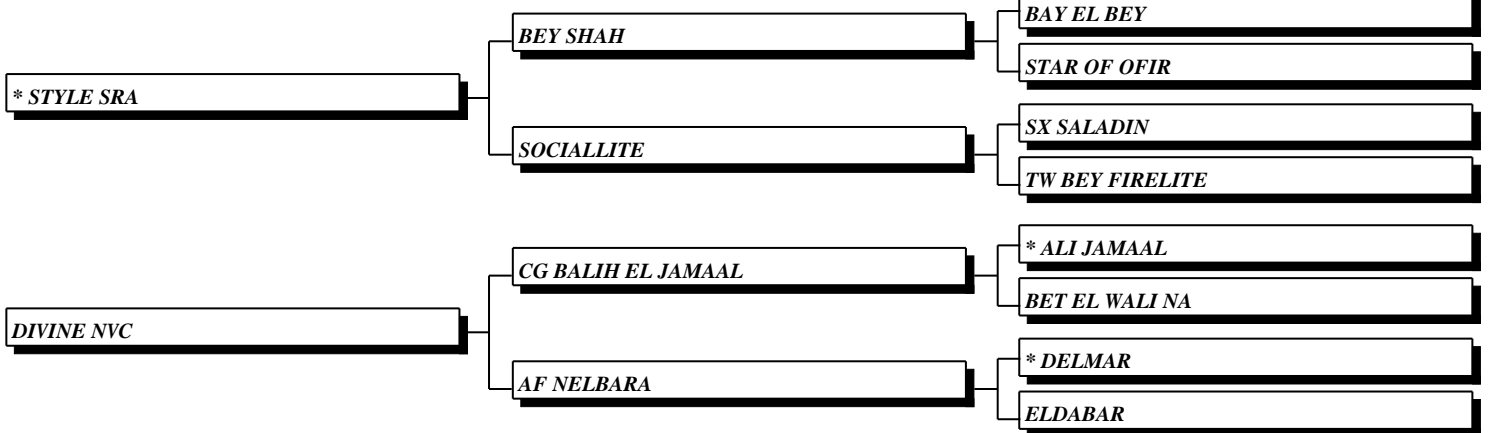 BAY EL BEY
BEY SHAH
STAR OF OFIR
* STYLE SRA
SX SALADIN
SOCIALLITE
TW BEY FIRELITE
* ALI JAMAAL
CG BALIH EL JAMAAL
BET EL WALI NA
DIVINE NVC
* DELMAR
AF NELBARA
ELDABAR